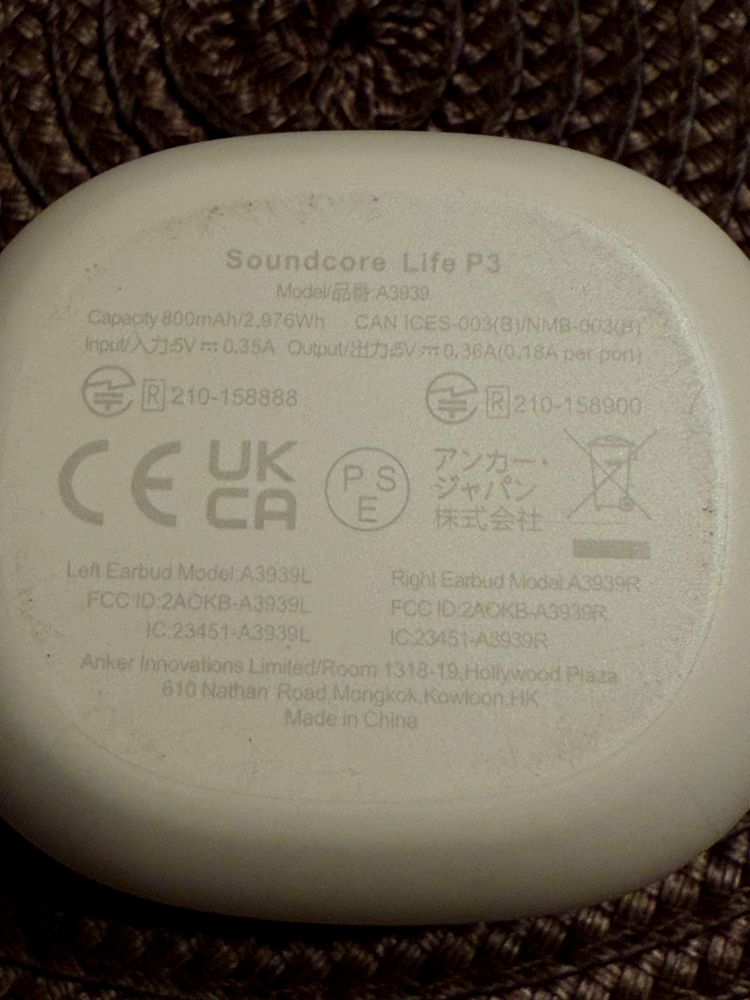 Soundcore Life P3
Model/品番:A3939
Capacity 800mAh/2.976Wh CAN ICES-003(B)/NMB-003(B)
Input/入力:5V⎓0.35A Output/出力:5V⎓0.36A(0.18A per port)
R 210-158888 R 210-158900
CE UKCA PSE アンカー・
ジャパン
株式会社
Left Earbud Model:A3939L Right Earbud Model:A3939R
FCC ID:2AOKB-A3939L FCC ID:2AOKB-A3939R
IC:23451-A3939L IC:23451-A3939R
Anker Innovations Limited/Room 1318-19,Hollywood Plaza
610 Nathan Road,Mongkok,Kowloon,HK
Made in China